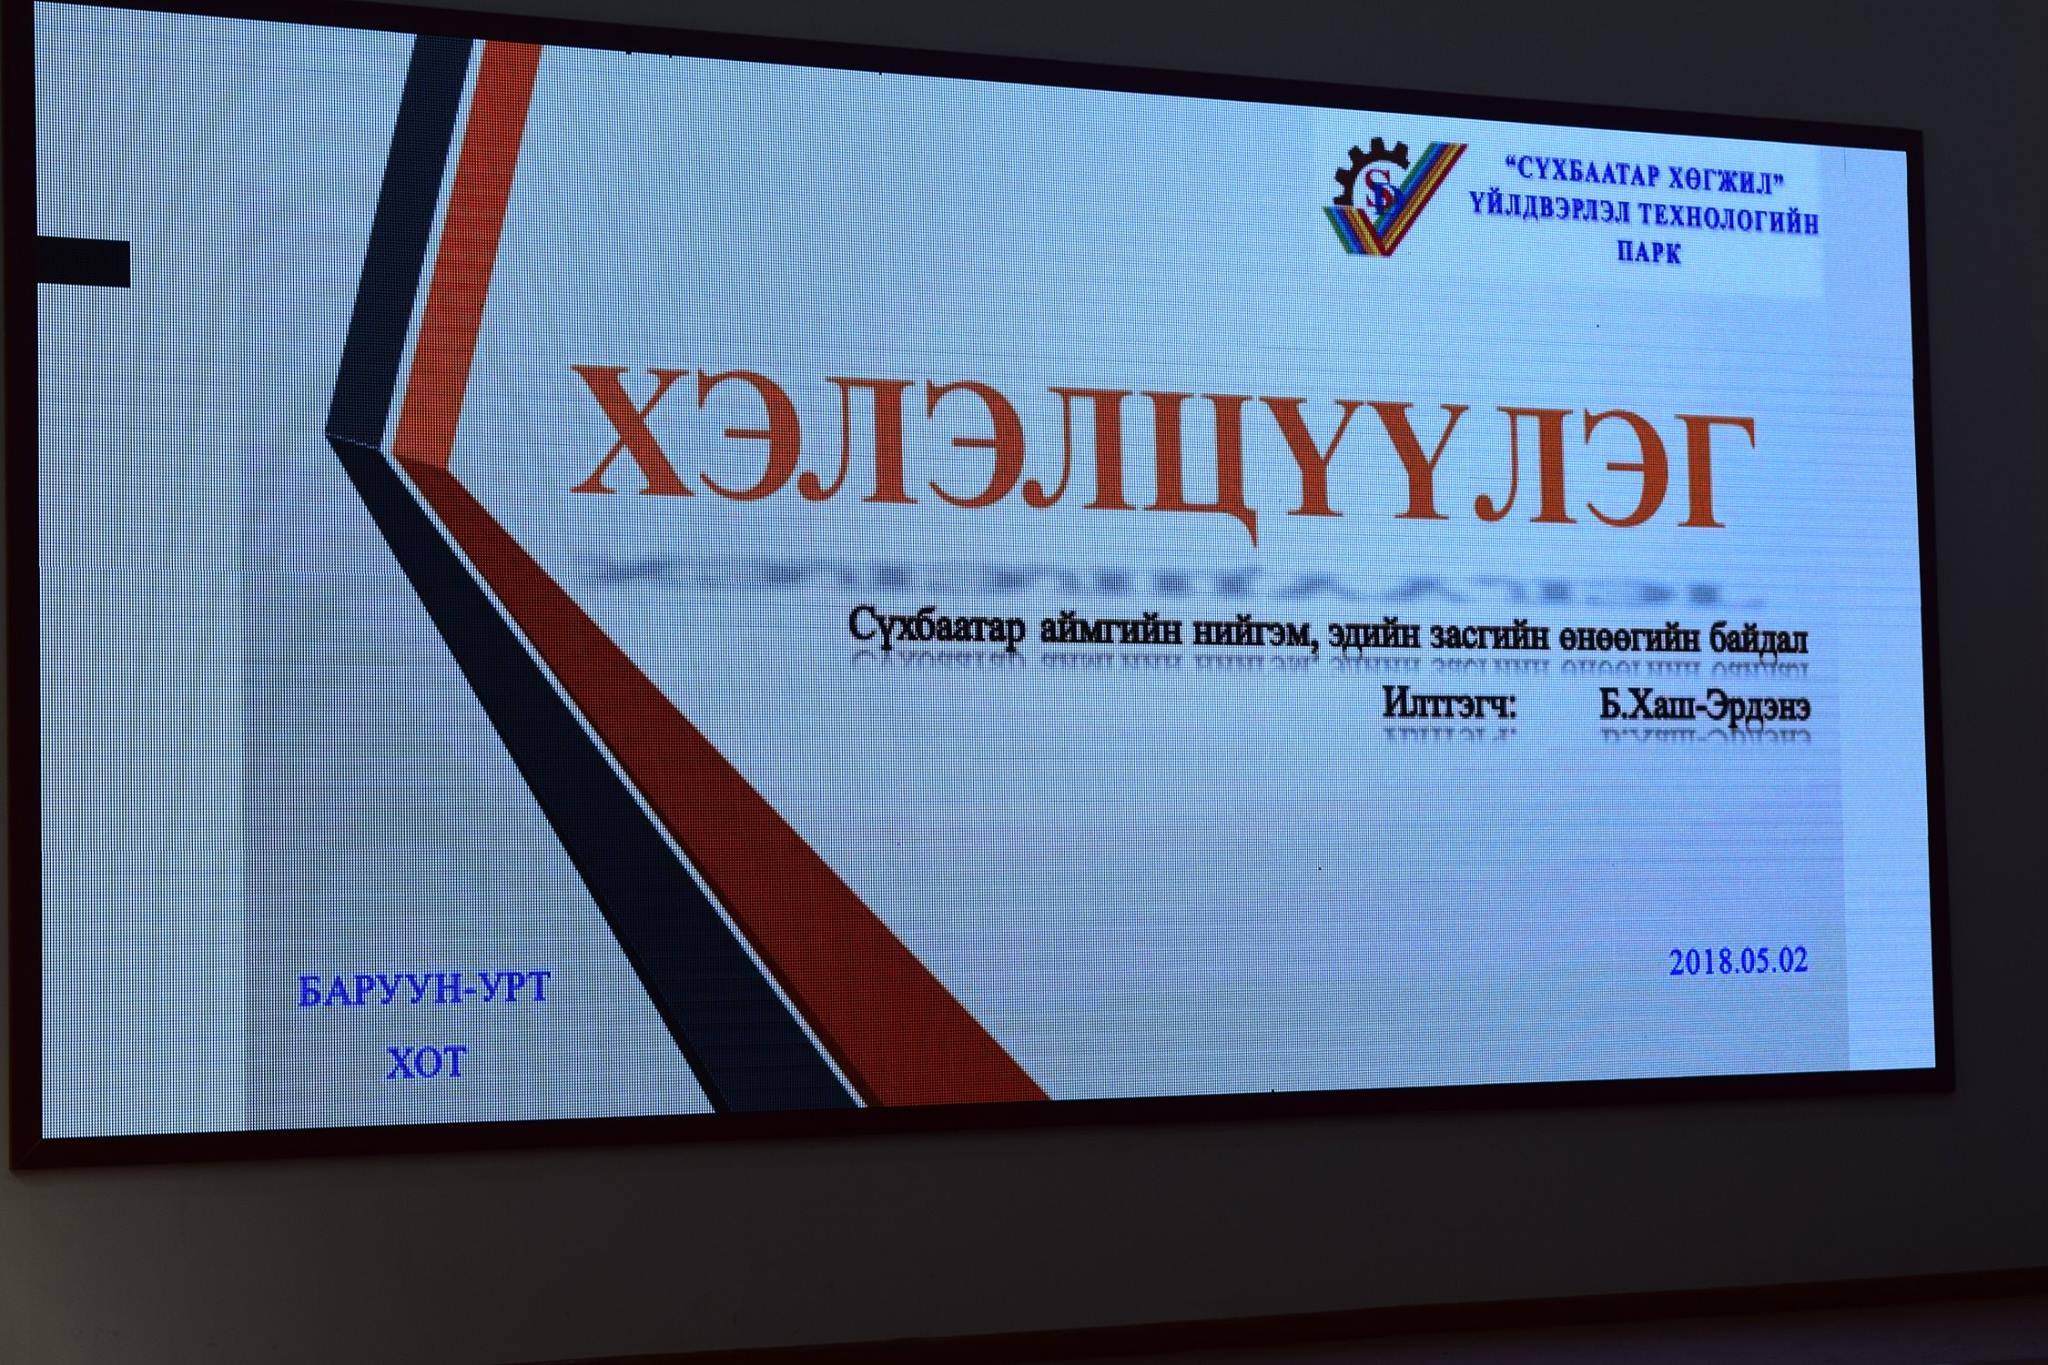 “СҮХБААТАР ХӨГЖИЛ”
ҮЙЛДВЭРЛЭЛ ТЕХНОЛОГИЙН
ПАРК
ХЭЛЭЛЦҮҮЛЭГ
Сүхбаатар аймгийн нийгэм, эдийн засгийн өнөөгийн байдал
Илтгэгч: Б.Хаш-Эрдэнэ
2018.05.02
БАРУУН-УРТ
ХОТ